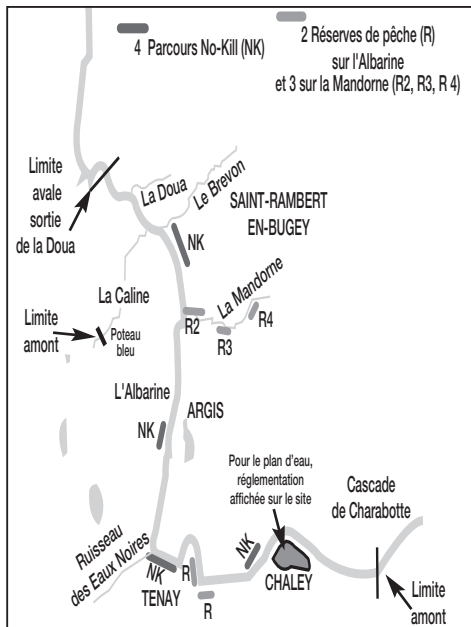 4 Parcours No-Kill (NK)
2 Réserves de pêche (R)
sur l'Albarine
et 3 sur la Mandorne (R2, R3, R 4)
Limite
avale
sortie
de la Doua
La Doua
Le Brevon
SAINT-RAMBERT
EN-BUGEY
NK
La Caline
La Mandorne
R2
R3
R4
Limite
amont
Poteau
bleu
L'Albarine
ARGIS
NK
Pour le plan d'eau,
réglementation
affichée sur le site
Cascade
de Charabotte
Ruisseau
des Eaux Noires
NK
TENAY
R
R
NK
CHALEY
Limite
amont